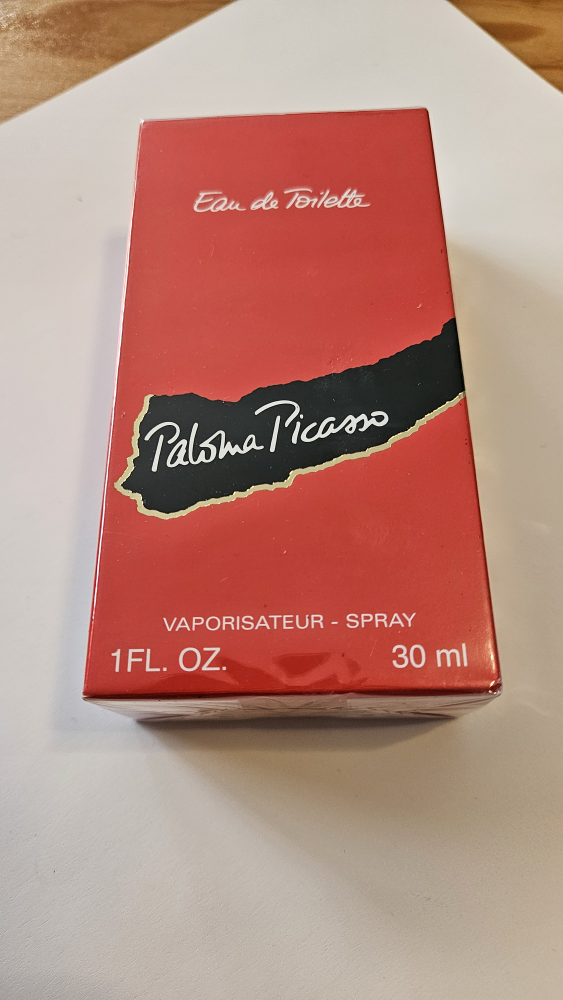 Eau de Toilette
Paloma Picasso
VAPORISATEUR - SPRAY
1FL. OZ. 30 ml